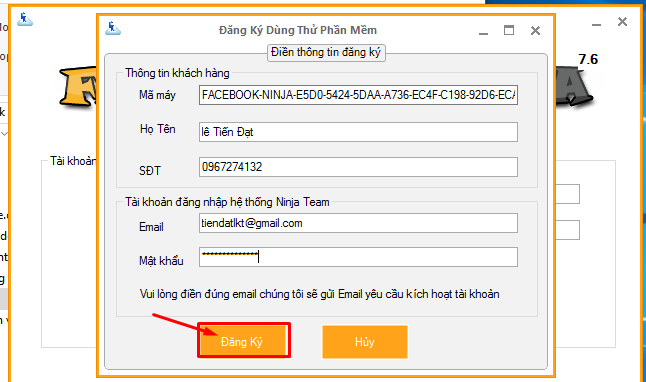 Đăng Ký Dùng Thử Phần Mềm
Điền thông tin đăng ký
7.6
Thông tin khách hàng
Mã máy
FACEBOOK-NINJA-E5D0-5424-5DAA-A736-EC4F-C198-92D6-ECA
Họ Tên
lê Tiến Đạt
SĐT
0967274132
Tài khoản
Tài khoản đăng nhập hệ thống Ninja Team
Email
tiendatlkt@gmail.com
Mật khẩu
**************
Vui lòng điền đúng email chúng tôi sẽ gửi Email yêu cầu kích hoạt tài khoản
Đăng Ký
Hủy